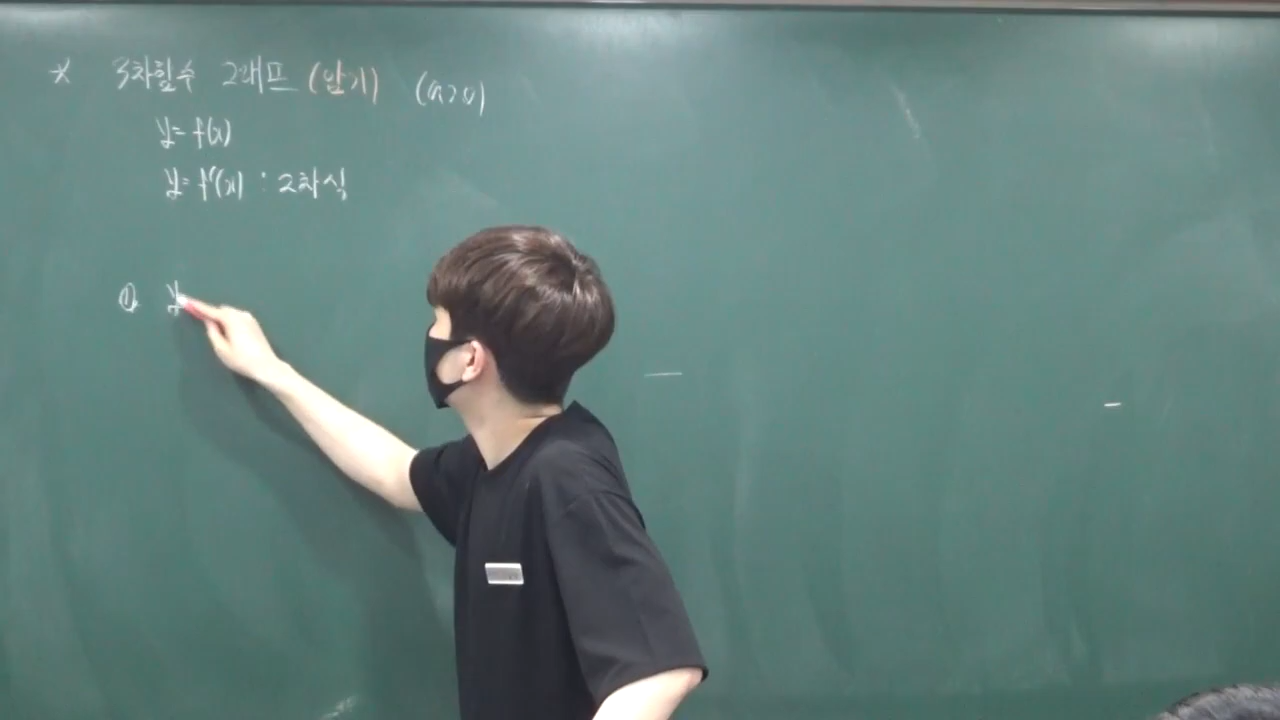 * 3차함수 그래프 (암기) (a>0)
y=f(x)
y=f'(x) : 2차식
① y